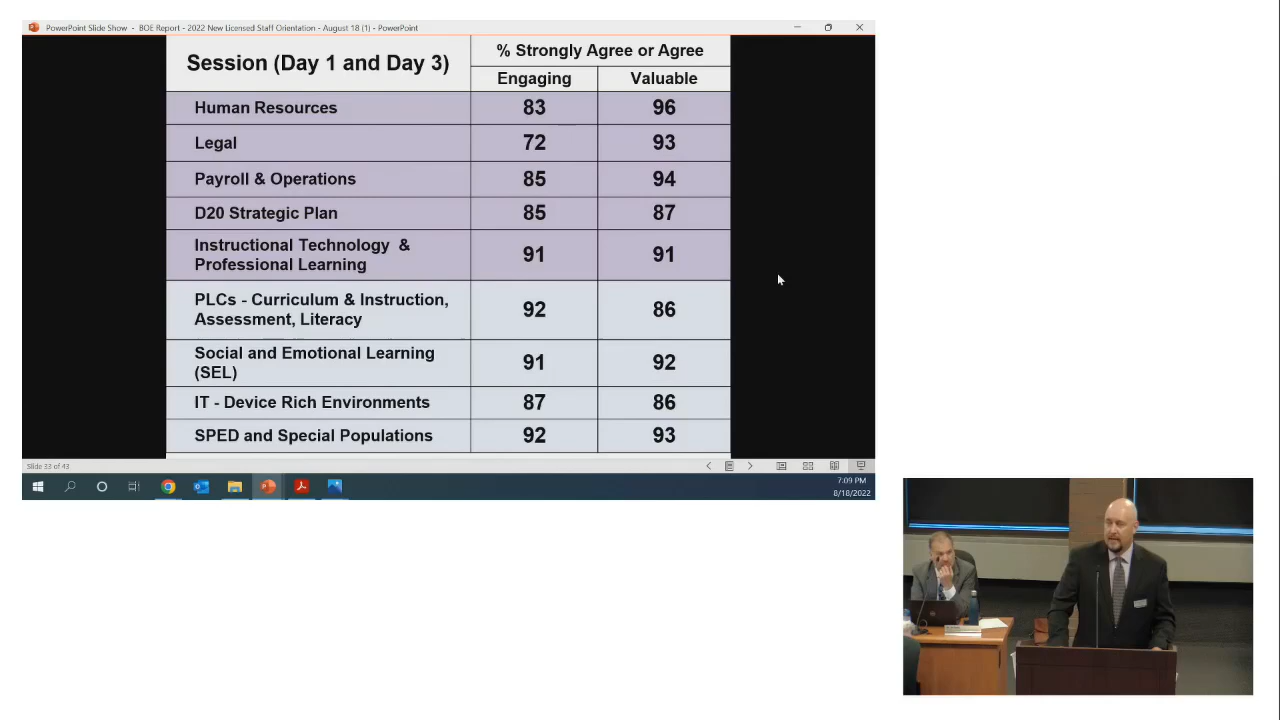 PowerPoint Slide Show - BOE Report - 2022 New Licensed Staff Orientation - August 18 (1) - PowerPoint
Session (Day 1 and Day 3)
% Strongly Agree or Agree
Engaging
Valuable
Human Resources 83 96
Legal 72 93
Payroll & Operations 85 94
D20 Strategic Plan 85 87
Instructional Technology &
Professional Learning 91 91
PLCs - Curriculum & Instruction,
Assessment, Literacy 92 86
Social and Emotional Learning
(SEL) 91 92
IT - Device Rich Environments 87 86
SPED and Special Populations 92 93
Slide 33 of 43
7:09 PM
8/18/2022